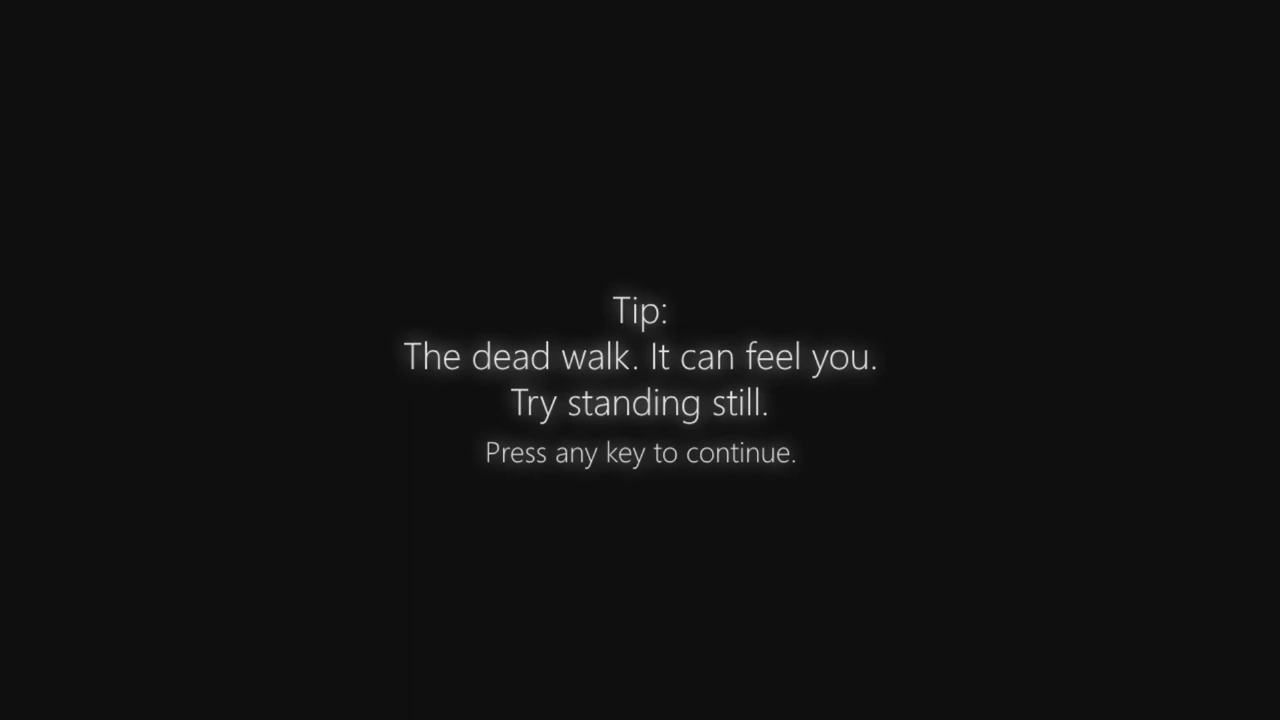 Tip:
The dead walk. It can feel you.
Try standing still.
Press any key to continue.